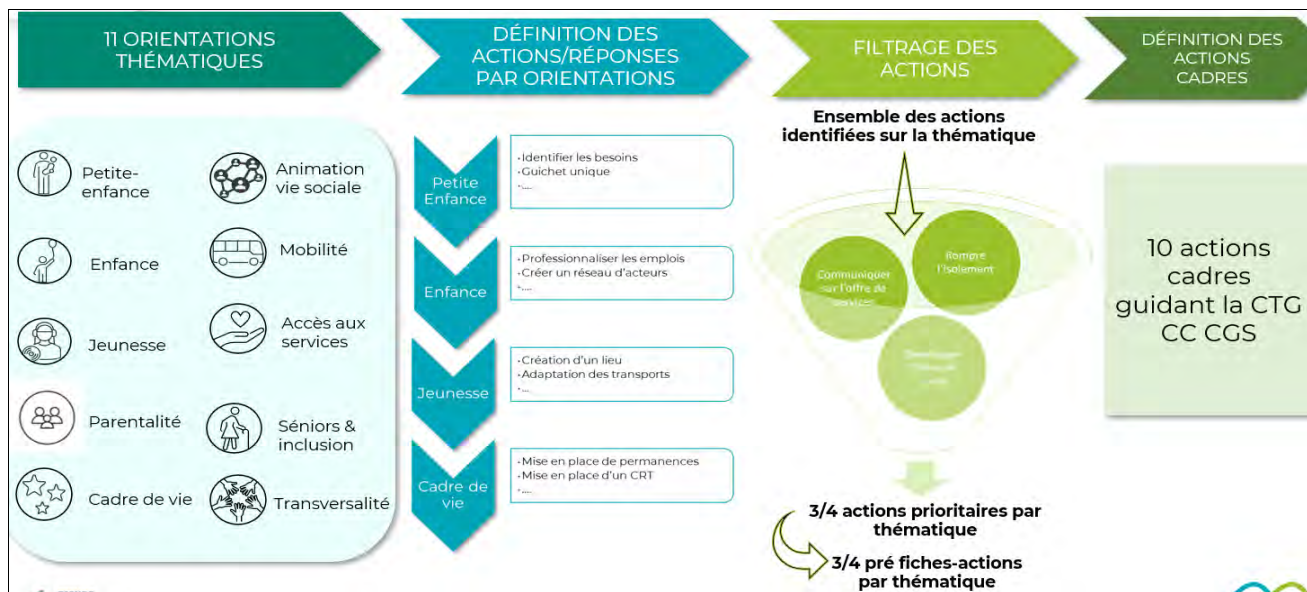 11 ORIENTATIONS
THÉMATIQUES
DÉFINITION DES
ACTIONS/RÉPONSES
PAR ORIENTATIONS
FILTRAGE DES
ACTIONS
DÉFINITION DES
ACTIONS
CADRES
Petite-
enfance
Animation
vie sociale
Enfance
Mobilité
Jeunesse
Accès aux
services
Parentalité
Séniors &
inclusion
Cadre de vie
Transversalité
Petite
Enfance
•Identifier les besoins
•Guichet unique
•....
Enfance
•Professionnaliser les emplois
•Créer un réseau d'acteurs
•....
Jeunesse
•Création d'un lieu
•Adaptation des transports
•...
Cadre de
vie
•Mise en place de permanences
•Mise en place d'un CRT
•....
Ensemble des actions
identifiées sur la thématique
Rompre
l'isolement
Communiquer
sur l'offre de
services
3/4 actions prioritaires par
thématique
3/4 pré fiches-actions
par thématique
10 actions
cadres
guidant la CTG
CC CGS